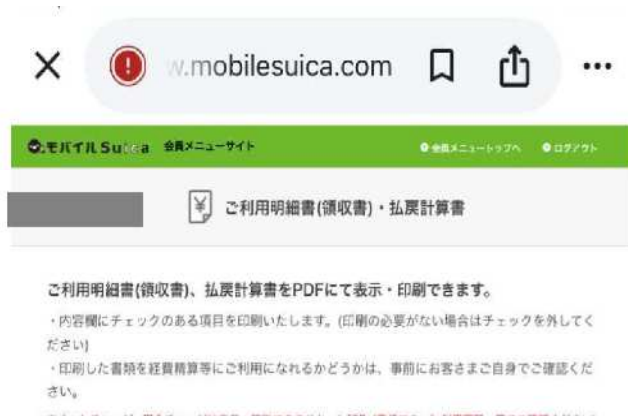 w.mobilesuica.com
モバイルSuica 会員メニューサイト
会員メニュートップへ ログアウト
ご利用明細書(領収書)・払戻計算書
ご利用明細書(領収書)、払戻計算書をPDFにて表示・印刷できます。
・内容欄にチェックのある項目を印刷いたします。(印刷の必要がない場合はチェックを外してく
ださい)
・印刷した書類を経費精算等にご利用になれるかどうかは、事前にお客さまご自身でご確認くだ
さい。